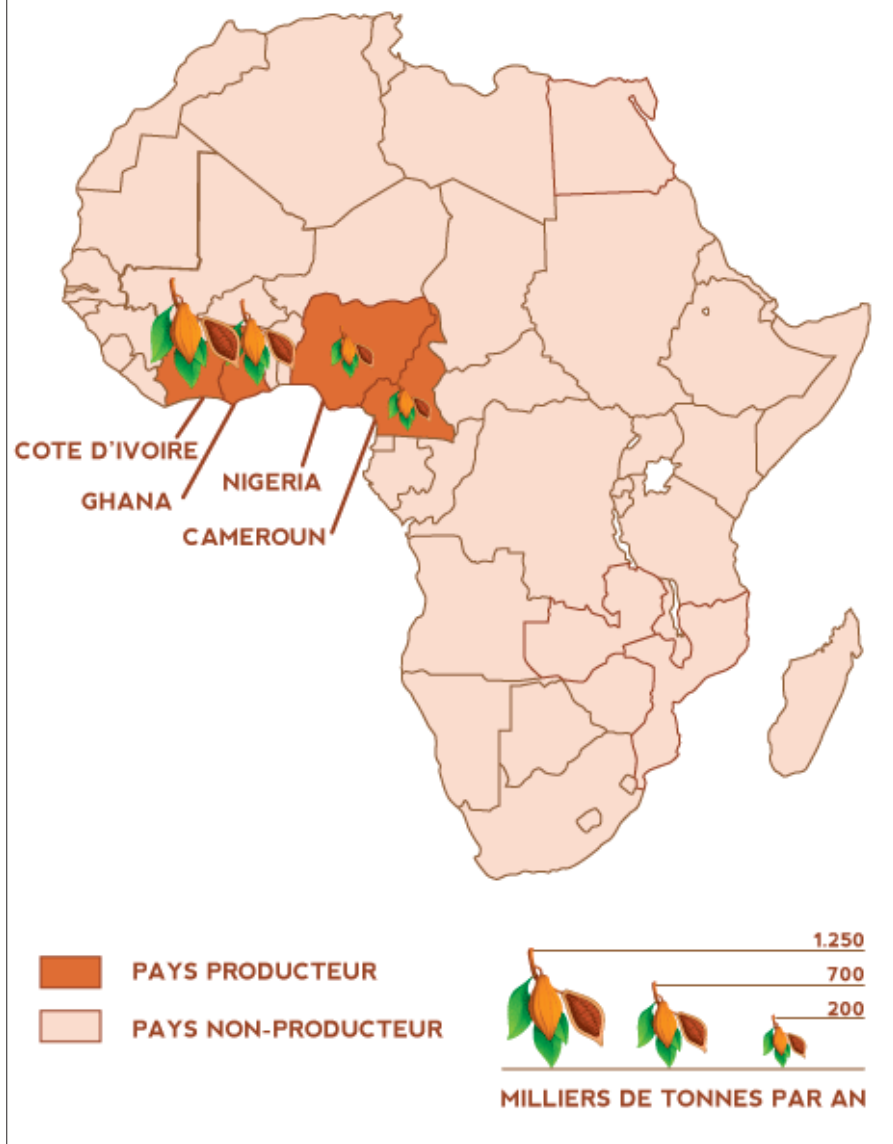 COTE D'IVOIRE
GHANA
NIGERIA
CAMEROUN
PAYS PRODUCTEUR
PAYS NON-PRODUCTEUR
1.250
700
200
MILLIERS DE TONNES PAR AN